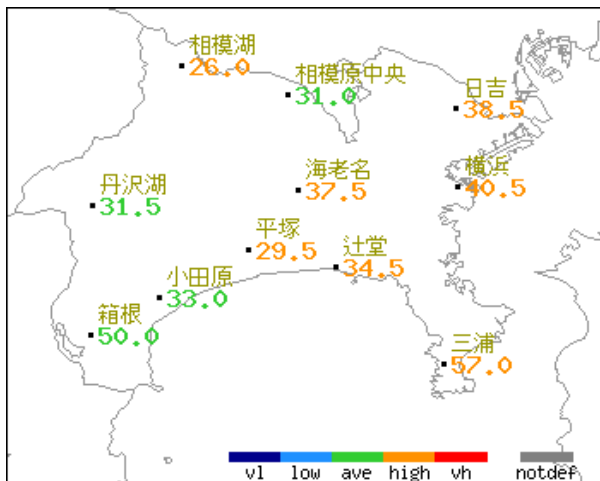 相模湖
26.0
相模原中央
31.0
日吉
38.5
海老名
37.5
横浜
40.5
丹沢湖
31.5
平塚
29.5
辻堂
34.5
小田原
33.0
箱根
50.0
三浦
57.0
vl low ave high vh notdef